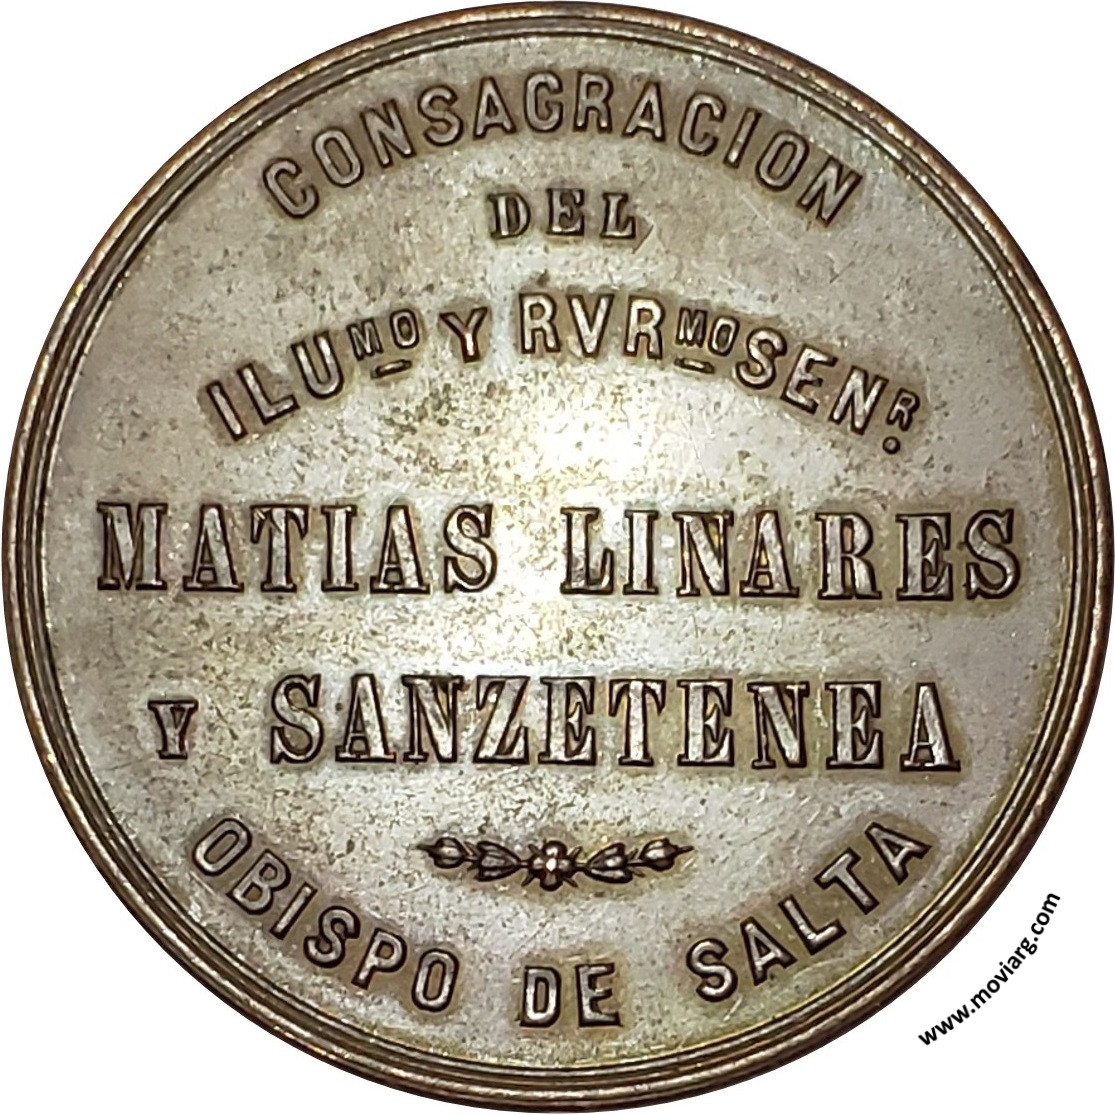 CONSAGRACION
DEL
ILUMO Y RVRMO SENR.
MATIAS LINARES
Y SANZETENEA
OBISPO DE SALTA
www.moviarg.com